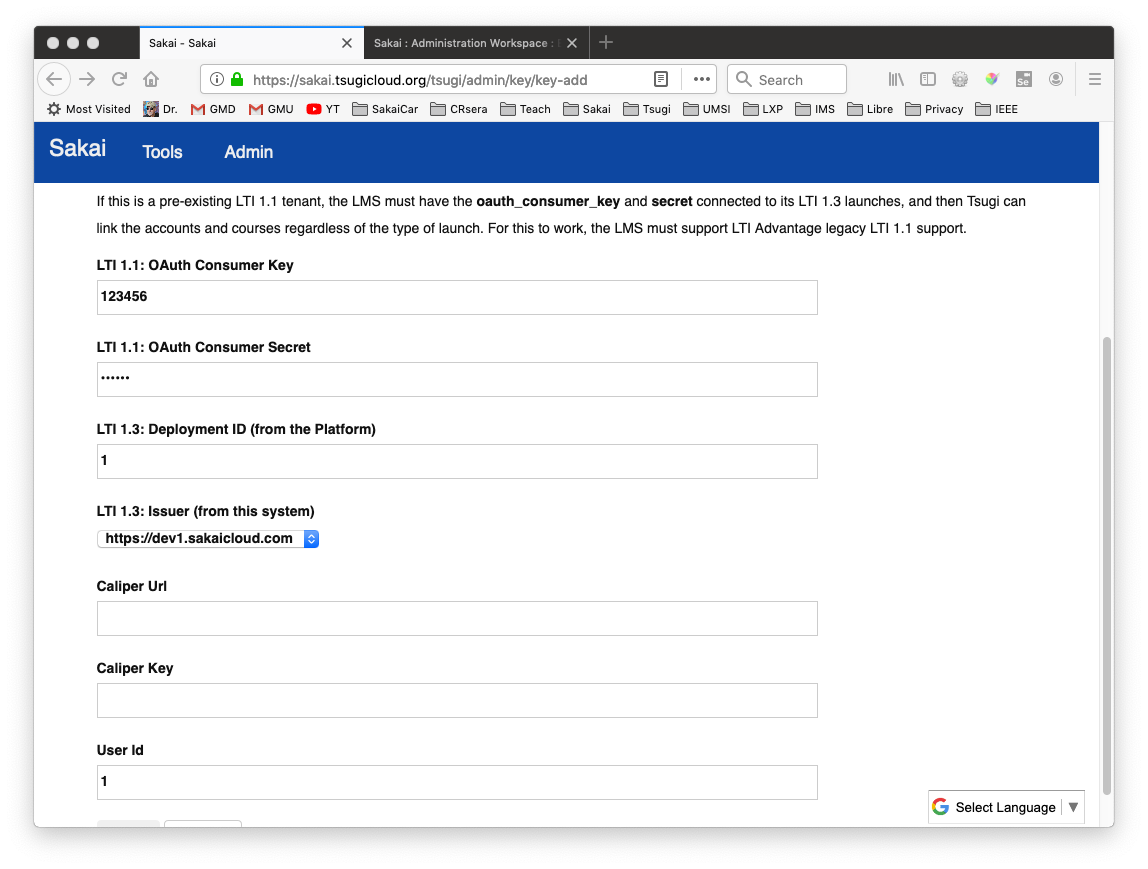 Sakai - Sakai
Sakai : Administration Workspace :
https://sakai.tsugicloud.org/tsugi/admin/key/key-add
Search
Se
Most Visited Dr. GMD GMU YT SakaiCar CRsera Teach Sakai Tsugi UMSI LXP IMS Libre Privacy IEEE
Sakai Tools Admin
If this is a pre-existing LTI 1.1 tenant, the LMS must have the oauth_consumer_key and secret connected to its LTI 1.3 launches, and then Tsugi can
link the accounts and courses regardless of the type of launch. For this to work, the LMS must support LTI Advantage legacy LTI 1.1 support.
LTI 1.1: OAuth Consumer Key
123456
LTI 1.1: OAuth Consumer Secret
••••••
LTI 1.3: Deployment ID (from the Platform)
1
LTI 1.3: Issuer (from this system)
https://dev1.sakaicloud.com
Caliper Url
Caliper Key
User Id
1
Select Language ▼